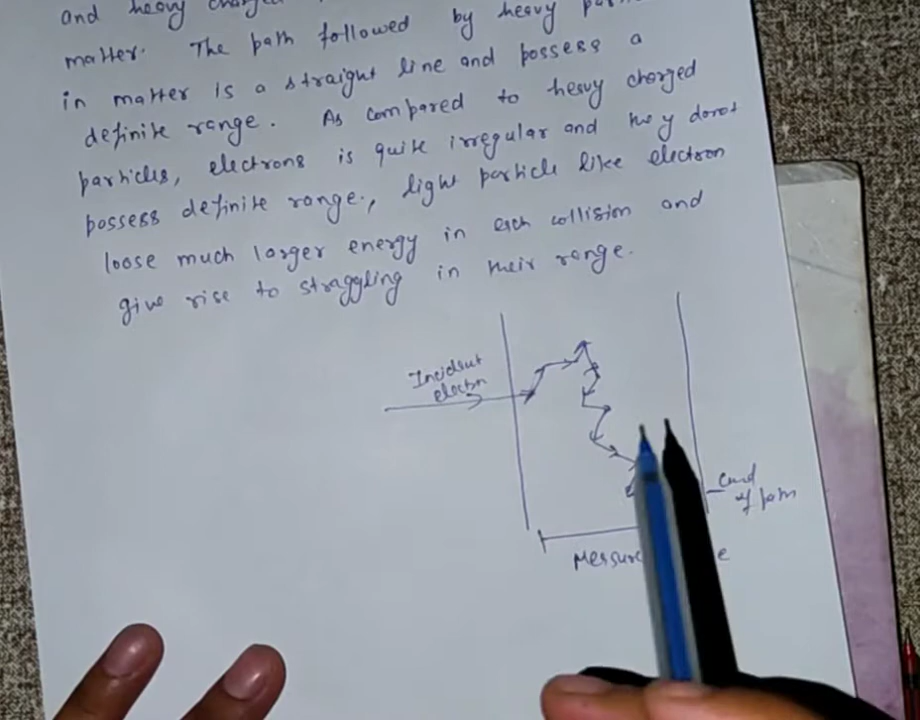 and heavy charged
matter. The path followed by heavy
in matter is a straight line and possess a
definite range. As compared to heavy charged
particles, electrons is quite irregular and they donot
possess definite range., light particle like electron
loose much larger energy in each collision and
give rise to straggling in their range.
Incident
electron
end
of path